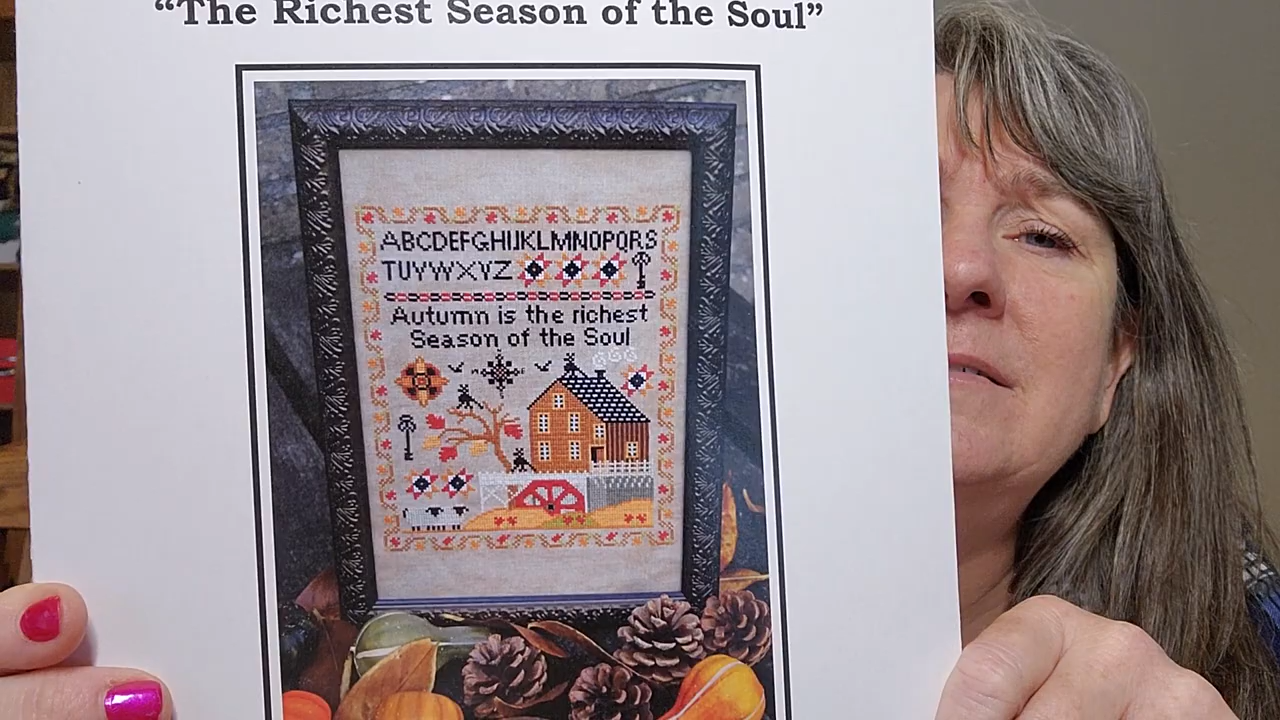 "The Richest Season of the Soul"
ABCDEFGHIJKLMNOPQRS
TUVWXYZ
Autumn is the richest
Season of the Soul